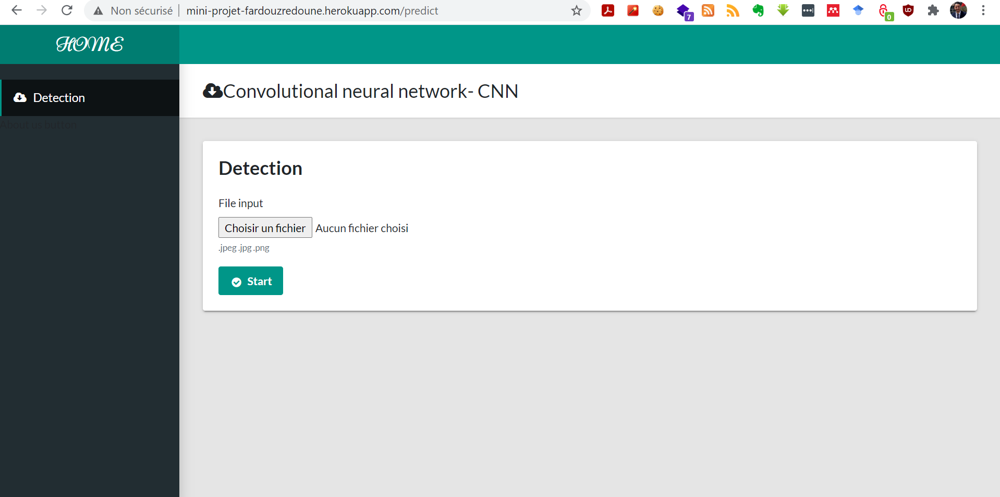 Non sécurisé mini-projet-fardouzredoune.herokuapp.com/predict
7
0
HOME
Convolutional neural network- CNN
Detection
About us button
Detection
File input
Choisir un fichier Aucun fichier choisi
.jpeg .jpg .png
Start